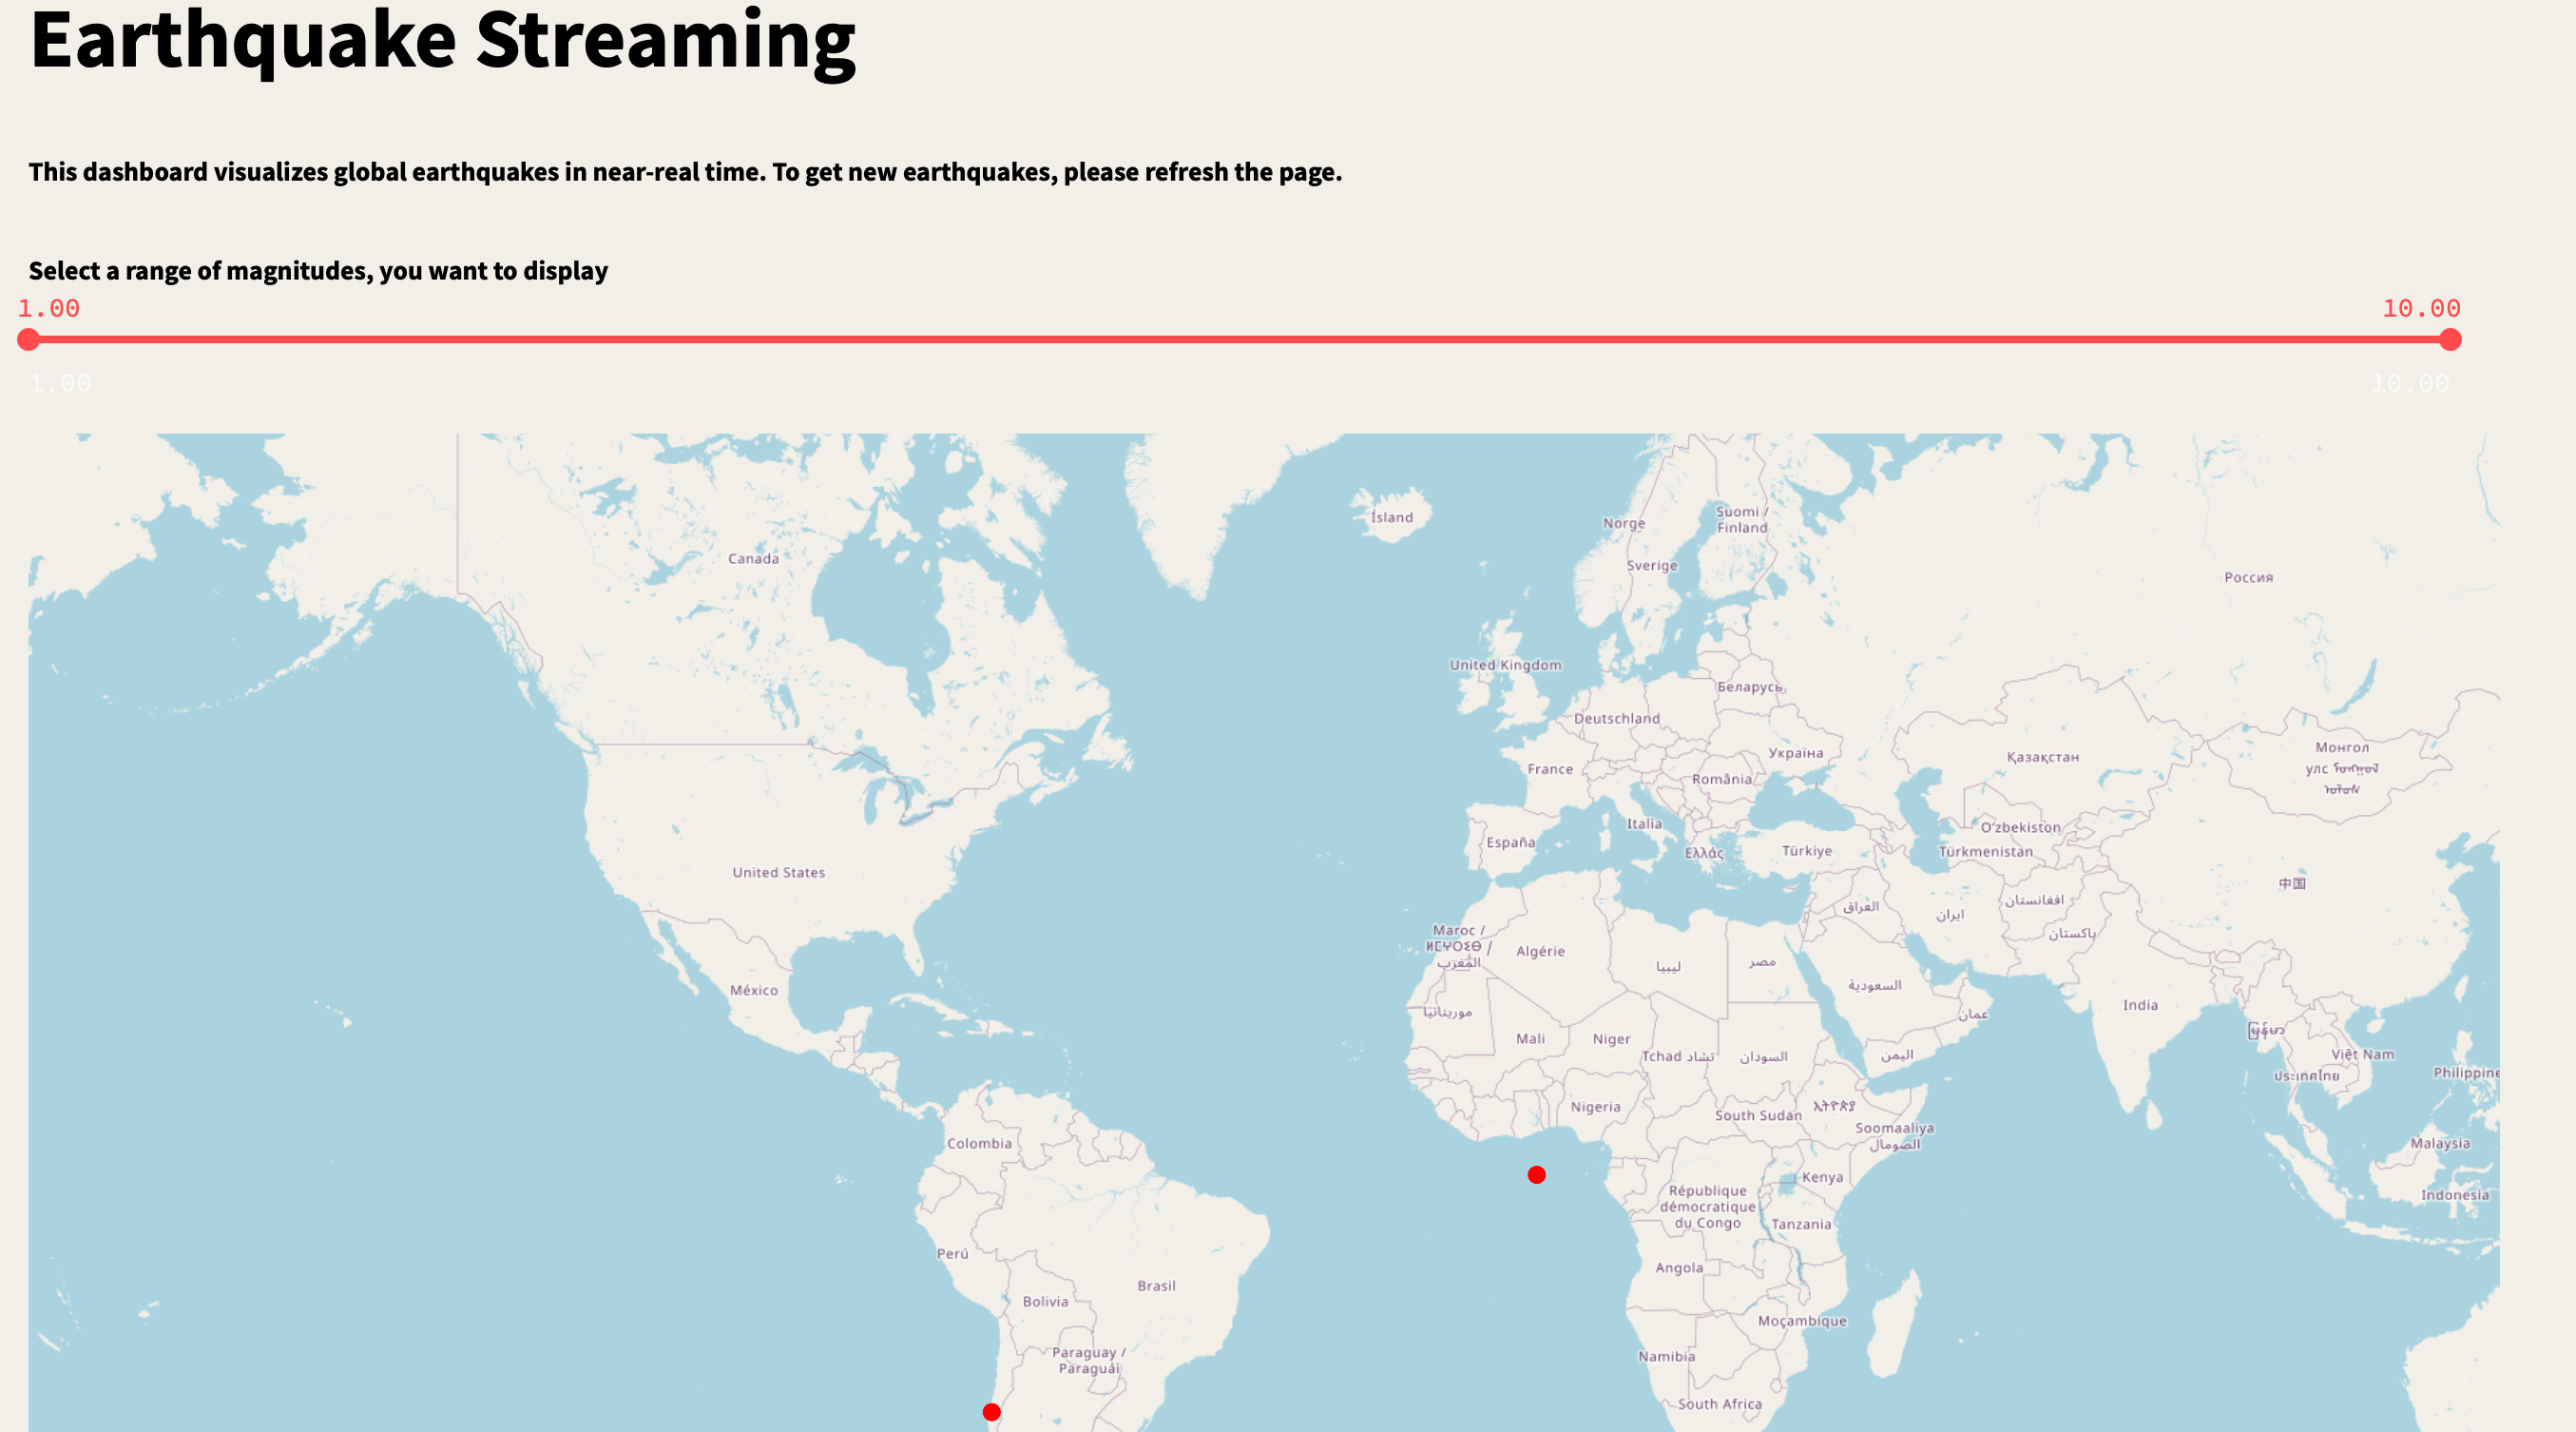 Earthquake Streaming
This dashboard visualizes global earthquakes in near-real time. To get new earthquakes, please refresh the page.
Select a range of magnitudes, you want to display
1.00
10.00
1.00
10.00
Ísland
Norge
Suomi /
Finland
Sverige
Canada
Россия
United Kingdom
Беларусь
Deutschland
Україна
France
România
Қазақстан
Монгол
улс
Italia
O'zbekiston
España
Ελλάς
Türkiye
Türkmenistan
United States
中国
افغانستان
العراق
ایران
پاکستان
Maroc /
ⵍⵎⵖⵔⵉⴱ /
المغرب
Algérie
ليبيا
مصر
السعودية
México
India
موريتانيا
عمان
Mali
Niger
Tchad تشاد
السودان
اليمن
မြန်မာ
Việt Nam
ประเทศไทย
Philippine
Nigeria
South Sudan
ኢትዮጵያ
Soomaaliya
الصومال
Colombia
Malaysia
Kenya
République
démocratique
du Congo
Indonesia
Tanzania
Perú
Angola
Brasil
Bolivia
Moçambique
Paraguay /
Paraguái
Namibia
South Africa